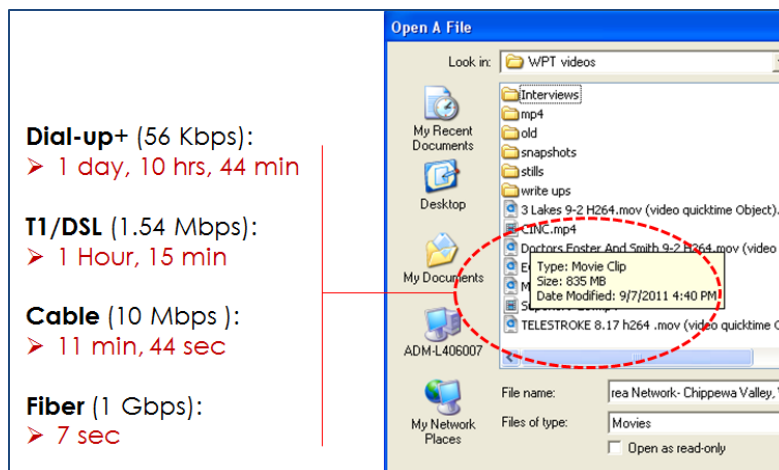 Dial-up+ (56 Kbps):
➢ 1 day, 10 hrs, 44 min
T1/DSL (1.54 Mbps):
➢ 1 Hour, 15 min
Cable (10 Mbps ):
➢ 11 min, 44 sec
Fiber (1 Gbps):
➢ 7 sec
Open A File
Look in:
WPT videos
My Recent
Documents
Desktop
My Documents
ADM-L406007
My Network
Places
Interviews
mp4
old
snapshots
stills
write ups
3 Lakes 9-2 H264.mov (video quicktime Object).
CINC.mp4
Doctors Foster And Smith 9-2 H264.mov (video
Type: Movie Clip
Size: 835 MB
Date Modified: 9/7/2011 4:40 PM
TELESTROKE 8.17 h264 .mov (video quicktime
File name:
rea Network- Chippewa Valley,
Files of type:
Movies
Open as read-only